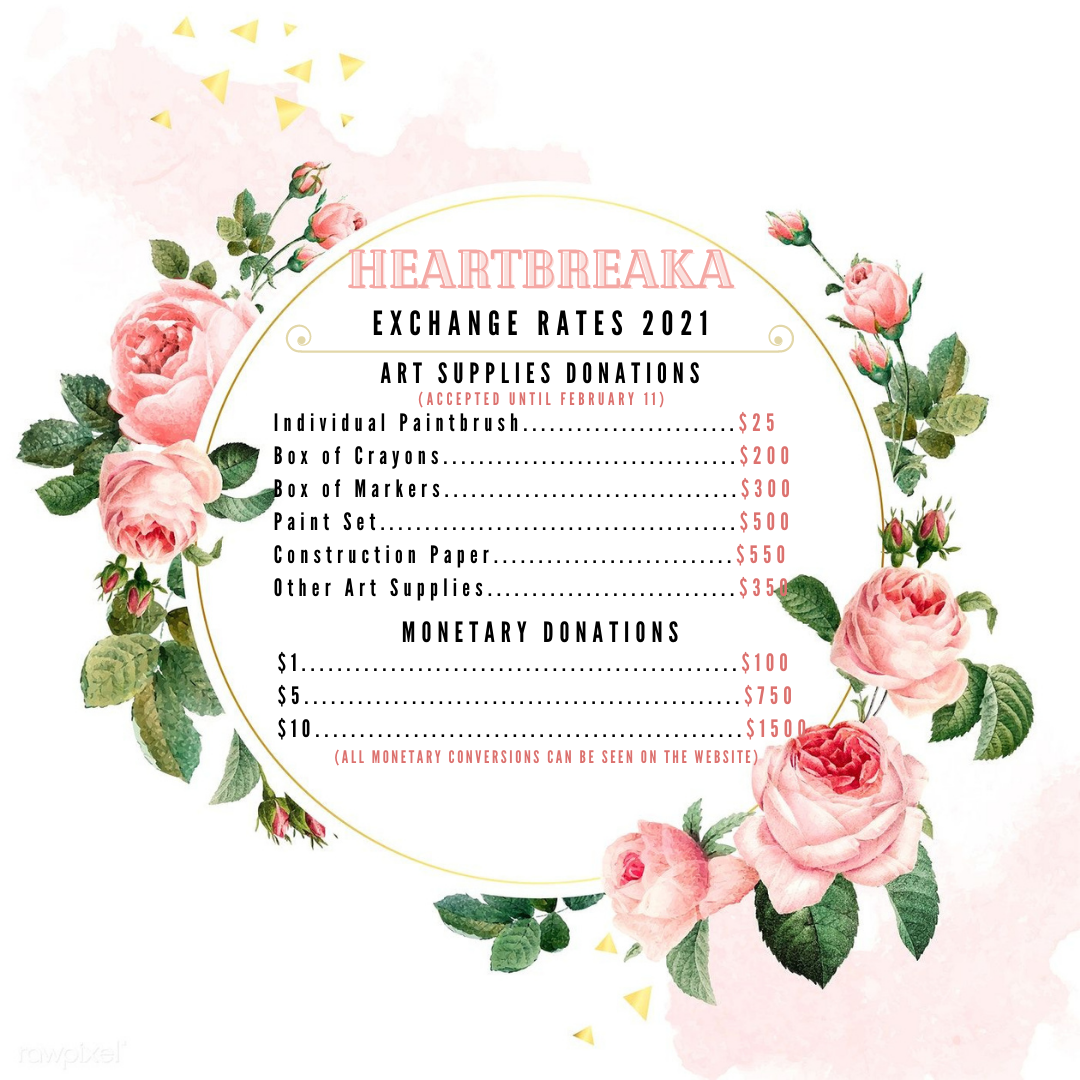 HEARTBREAKA
EXCHANGE RATES 2021
ART SUPPLIES DONATIONS
(ACCEPTED UNTIL FEBRUARY 11)
Individual Paintbrush........................$25
Box of Crayons.................................$200
Box of Markers.................................$300
Paint Set........................................$500
Construction Paper...........................$550
Other Art Supplies............................$350
MONETARY DONATIONS
$1.................................................$100
$5.................................................$750
$10................................................$1500
(ALL MONETARY CONVERSIONS CAN BE SEEN ON THE WEBSITE)
rawpixel